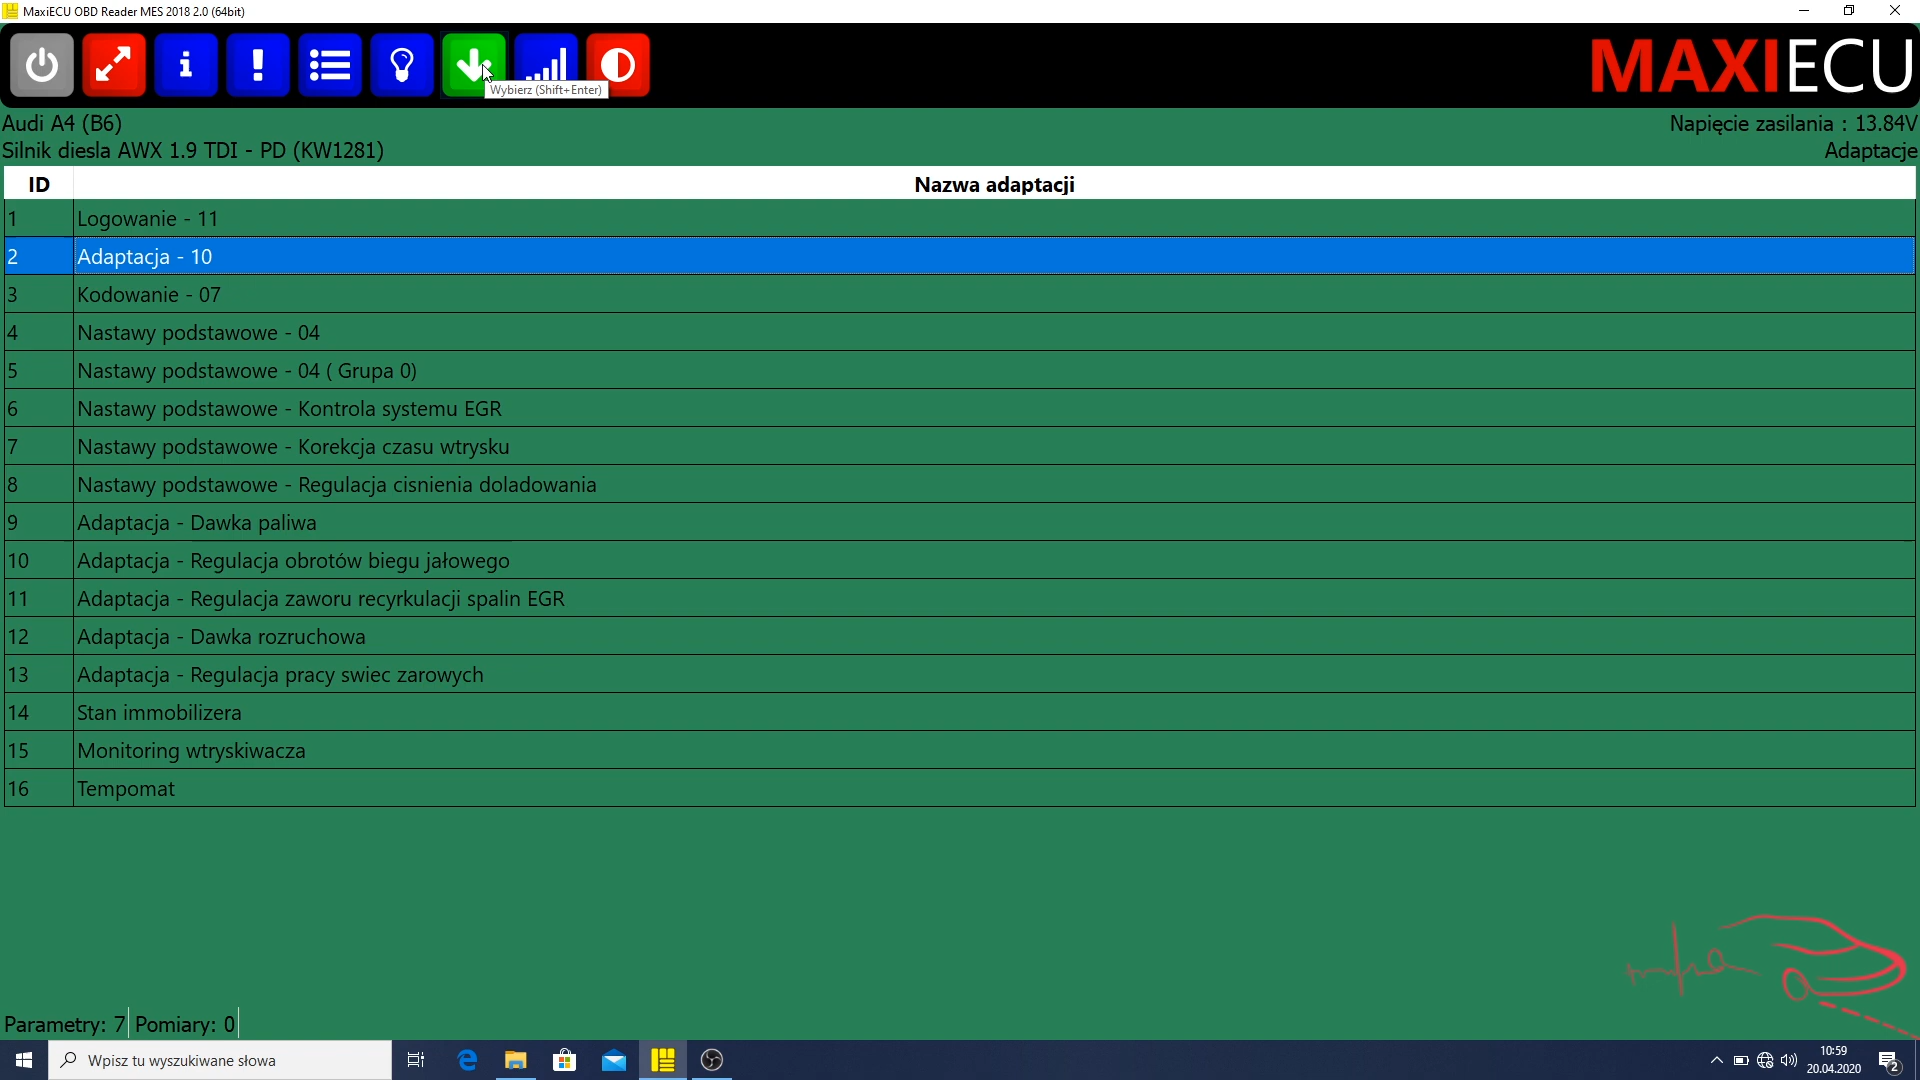 MaxiECU OBD Reader MES 2018 2.0 (64bit)
MAXIECU
Wybierz (Shift+Enter)
Audi A4 (B6)
Napięcie zasilania : 13.84V
Silnik diesla AWX 1.9 TDI - PD (KW1281)
Adaptacje
ID Nazwa adaptacji
1 Logowanie - 11
2 Adaptacja - 10
3 Kodowanie - 07
4 Nastawy podstawowe - 04
5 Nastawy podstawowe - 04 ( Grupa 0)
6 Nastawy podstawowe - Kontrola systemu EGR
7 Nastawy podstawowe - Korekcja czasu wtrysku
8 Nastawy podstawowe - Regulacja cisnienia doladowania
9 Adaptacja - Dawka paliwa
10 Adaptacja - Regulacja obrotów biegu jałowego
11 Adaptacja - Regulacja zaworu recyrkulacji spalin EGR
12 Adaptacja - Dawka rozruchowa
13 Adaptacja - Regulacja pracy swiec zarowych
14 Stan immobilizera
15 Monitoring wtryskiwacza
16 Tempomat
Parametry: 7 Pomiary: 0
Wpisz tu wyszukiwane słowa
10:59
20.04.2020
2